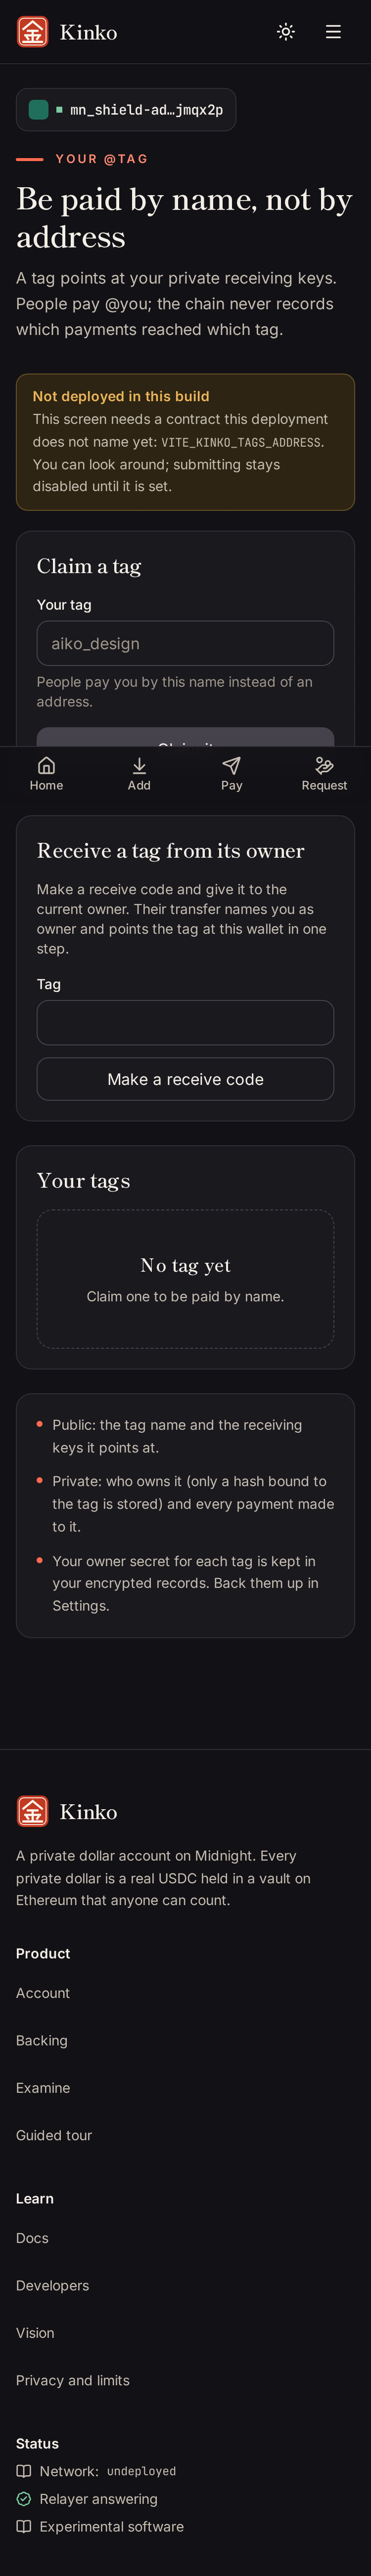 金 Kinko
mn_shield-ad…jmqx2p
YOUR @TAG
Be paid by name, not by
address
A tag points at your private receiving keys.
People pay @you; the chain never records
which payments reached which tag.
Not deployed in this build
This screen needs a contract this deployment
does not name yet: VITE_KINKO_TAGS_ADDRESS.
You can look around; submitting stays
disabled until it is set.
Claim a tag
Your tag
aiko_design
People pay you by this name instead of an
address.
Home
Add
Pay
Request
Receive a tag from its owner
Make a receive code and give it to the
current owner. Their transfer names you as
owner and points the tag at this wallet in one
step.
Tag
Make a receive code
Your tags
No tag yet
Claim one to be paid by name.
Public: the tag name and the receiving
keys it points at.
Private: who owns it (only a hash bound to
the tag is stored) and every payment made
to it.
Your owner secret for each tag is kept in
your encrypted records. Back them up in
Settings.
金 Kinko
A private dollar account on Midnight. Every
private dollar is a real USDC held in a vault on
Ethereum that anyone can count.
Product
Account
Backing
Examine
Guided tour
Learn
Docs
Developers
Vision
Privacy and limits
Status
Network: undeployed
Relayer answering
Experimental software